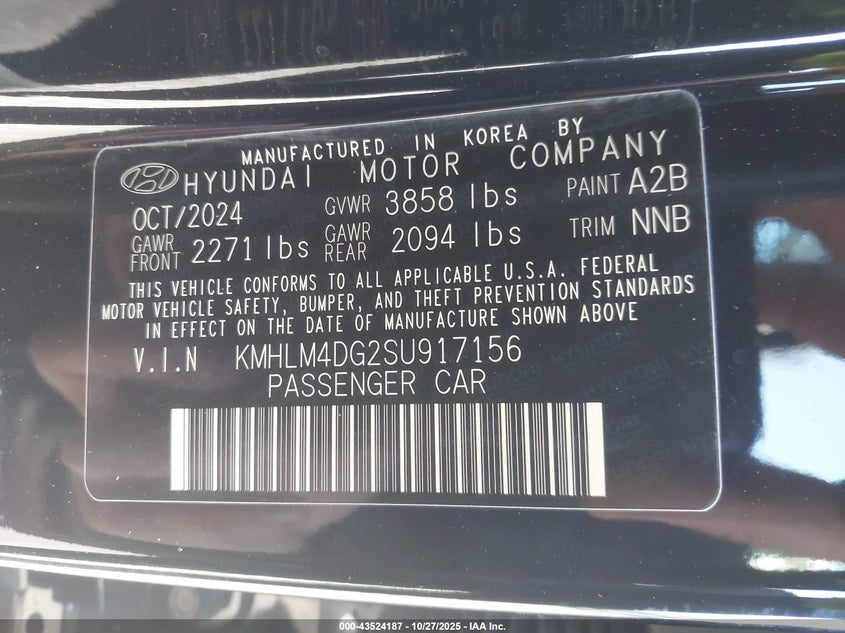 MANUFACTURED IN KOREA BY
HYUNDAI MOTOR COMPANY
OCT/2024 GVWR 3858 lbs PAINT A2B
GAWR FRONT 2271 lbs GAWR REAR 2094 lbs TRIM NNB
THIS VEHICLE CONFORMS TO ALL APPLICABLE U.S.A. FEDERAL
MOTOR VEHICLE SAFETY, BUMPER, AND THEFT PREVENTION STANDARDS
IN EFFECT ON THE DATE OF MANUFACTURE SHOWN ABOVE
V.I.N KMHLM4DG2SU917156
PASSENGER CAR
000-43524187 - 10/27/2025 - IAA Inc.